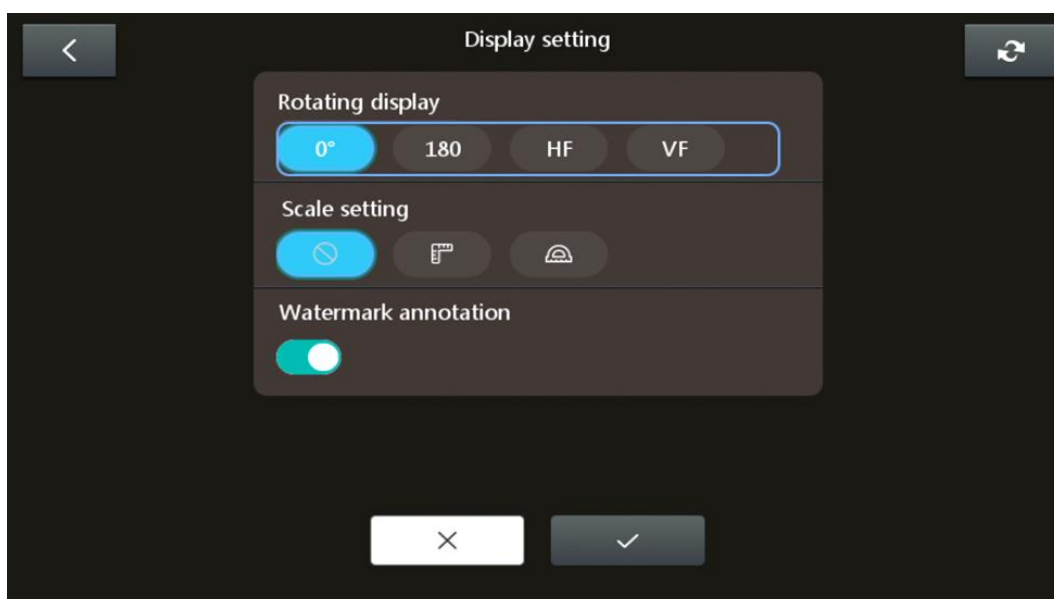 Display setting
Rotating display
0° 180 HF VF
Scale setting
Watermark annotation